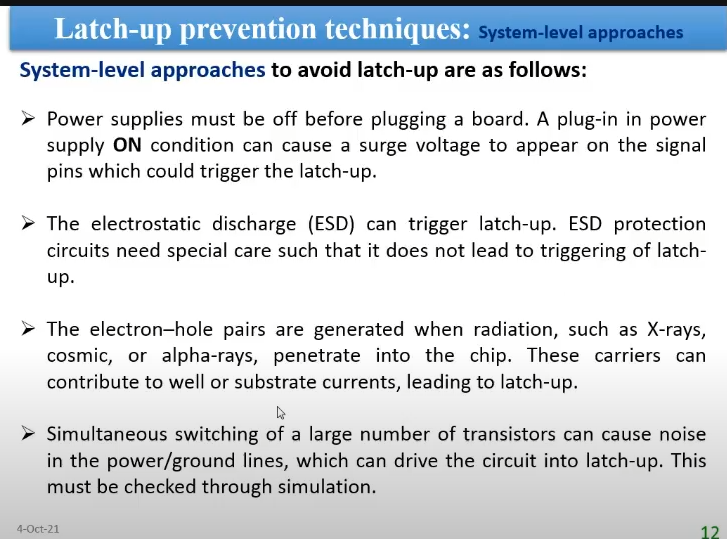 Latch-up prevention techniques: System-level approaches
System-level approaches to avoid latch-up are as follows:
➢ Power supplies must be off before plugging a board. A plug-in in power
supply ON condition can cause a surge voltage to appear on the signal
pins which could trigger the latch-up.
➢ The electrostatic discharge (ESD) can trigger latch-up. ESD protection
circuits need special care such that it does not lead to triggering of latch-
up.
➢ The electron–hole pairs are generated when radiation, such as X-rays,
cosmic, or alpha-rays, penetrate into the chip. These carriers can
contribute to well or substrate currents, leading to latch-up.
➢ Simultaneous switching of a large number of transistors can cause noise
in the power/ground lines, which can drive the circuit into latch-up. This
must be checked through simulation.
4-Oct-21
12